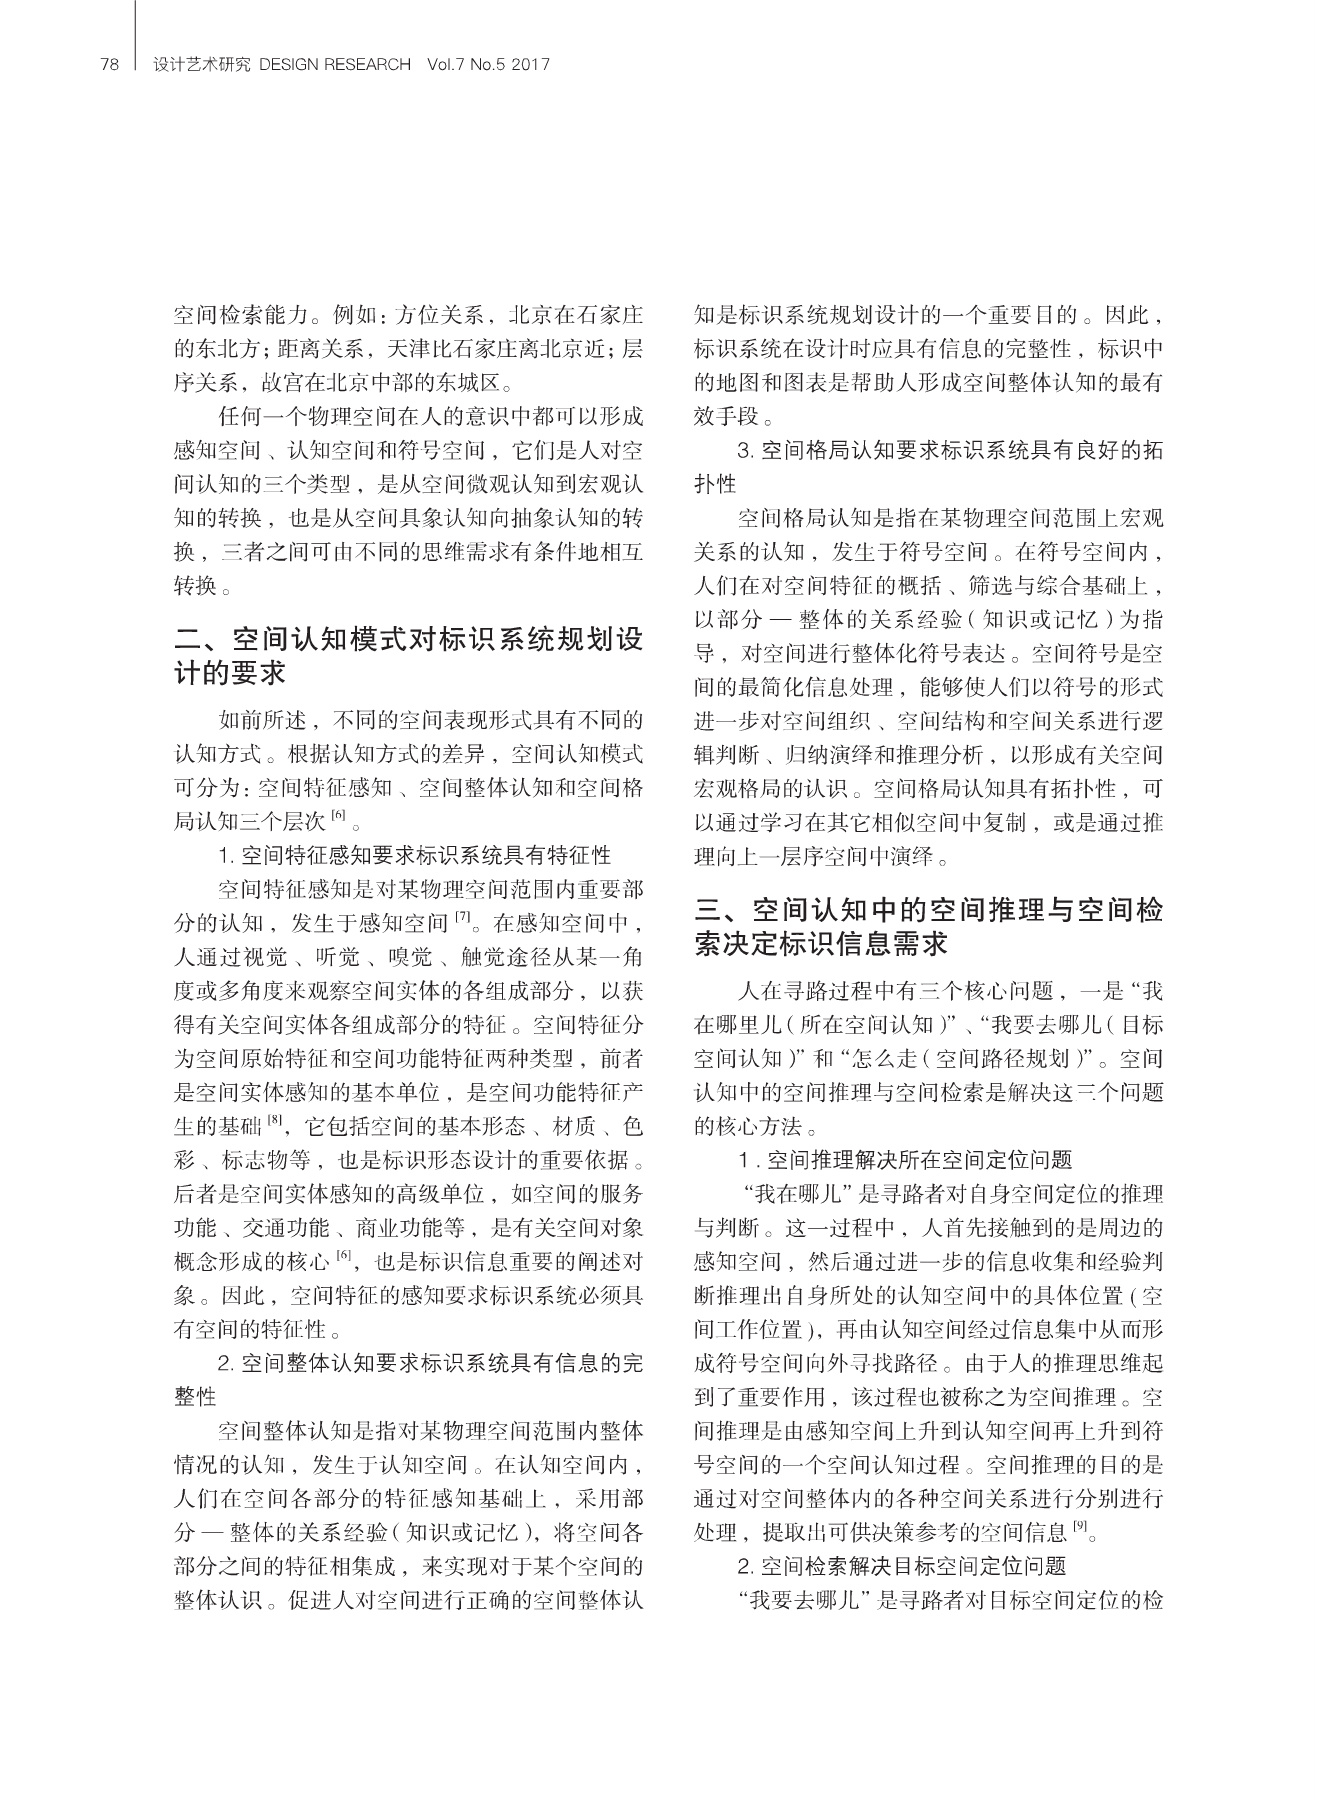 78 设计艺术研究 DESIGN RESEARCH Vol.7 No.5 2017
空间检索能力。例如：方位关系，北京在石家庄
的东北方；距离关系，天津比石家庄离北京近；层
序关系，故宫在北京中部的东城区。
任何一个物理空间在人的意识中都可以形成
感知空间、认知空间和符号空间，它们是人对空
间认知的三个类型，是从空间微观认知到宏观认
知的转换，也是从空间具象认知向抽象认知的转
换，三者之间可由不同的思维需求有条件地相互
转换。
二、空间认知模式对标识系统规划设
计的要求
如前所述，不同的空间表现形式具有不同的
认知方式。根据认知方式的差异，空间认知模式
可分为：空间特征感知、空间整体认知和空间格
局认知三个层次[6]。
1. 空间特征感知要求标识系统具有特征性
空间特征感知是对某物理空间范围内重要部
分的认知，发生于感知空间[7]。在感知空间中，
人通过视觉、听觉、嗅觉、触觉途径从某一角
度或多角度来观察空间实体的各组成部分，以获
得有关空间实体各组成部分的特征。空间特征分
为空间原始特征和空间功能特征两种类型，前者
是空间实体感知的基本单位，是空间功能特征产
生的基础[8]，它包括空间的基本形态、材质、色
彩、标志物等，也是标识形态设计的重要依据。
后者是空间实体感知的高级单位，如空间的服务
功能、交通功能、商业功能等，是有关空间对象
概念形成的核心[6]，也是标识信息重要的阐述对
象。因此，空间特征的感知要求标识系统必须具
有空间的特征性。
2. 空间整体认知要求标识系统具有信息的完
整性
空间整体认知是指对某物理空间范围内整体
情况的认知，发生于认知空间。在认知空间内，
人们在空间各部分的特征感知基础上，采用部
分 — 整体的关系经验（知识或记忆），将空间各
部分之间的特征相集成，来实现对于某个空间的
整体认识。促进人对空间进行正确的空间整体认
知是标识系统规划设计的一个重要目的。因此，
标识系统在设计时应具有信息的完整性，标识中
的地图和图表是帮助人形成空间整体认知的最有
效手段。
3. 空间格局认知要求标识系统具有良好的拓
扑性
空间格局认知是指在某物理空间范围上宏观
关系的认知，发生于符号空间。在符号空间内，
人们在对空间特征的概括、筛选与综合基础上，
以部分 — 整体的关系经验（知识或记忆）为指
导，对空间进行整体化符号表达。空间符号是空
间的最简化信息处理，能够使人们以符号的形式
进一步对空间组织、空间结构和空间关系进行逻
辑判断、归纳演绎和推理分析，以形成有关空间
宏观格局的认识。空间格局认知具有拓扑性，可
以通过学习在其它相似空间中复制，或是通过推
理向上一层序空间中演绎。
三、空间认知中的空间推理与空间检
索决定标识信息需求
人在寻路过程中有三个核心问题，一是“我
在哪里儿（所在空间认知）”、“我要去哪儿（目标
空间认知）”和“怎么走（空间路径规划）”。空间
认知中的空间推理与空间检索是解决这三个问题
的核心方法。
1 . 空间推理解决所在空间定位问题
“我在哪儿”是寻路者对自身空间定位的推理
与判断。这一过程中，人首先接触到的是周边的
感知空间，然后通过进一步的信息收集和经验判
断推理出自身所处的认知空间中的具体位置（空
间工作位置），再由认知空间经过信息集中从而形
成符号空间向外寻找路径。由于人的推理思维起
到了重要作用，该过程也被称之为空间推理。空
间推理是由感知空间上升到认知空间再上升到符
号空间的一个空间认知过程。空间推理的目的是
通过对空间整体内的各种空间关系进行分别进行
处理，提取出可供决策参考的空间信息[9]。
2. 空间检索解决目标空间定位问题
“我要去哪儿”是寻路者对目标空间定位的检